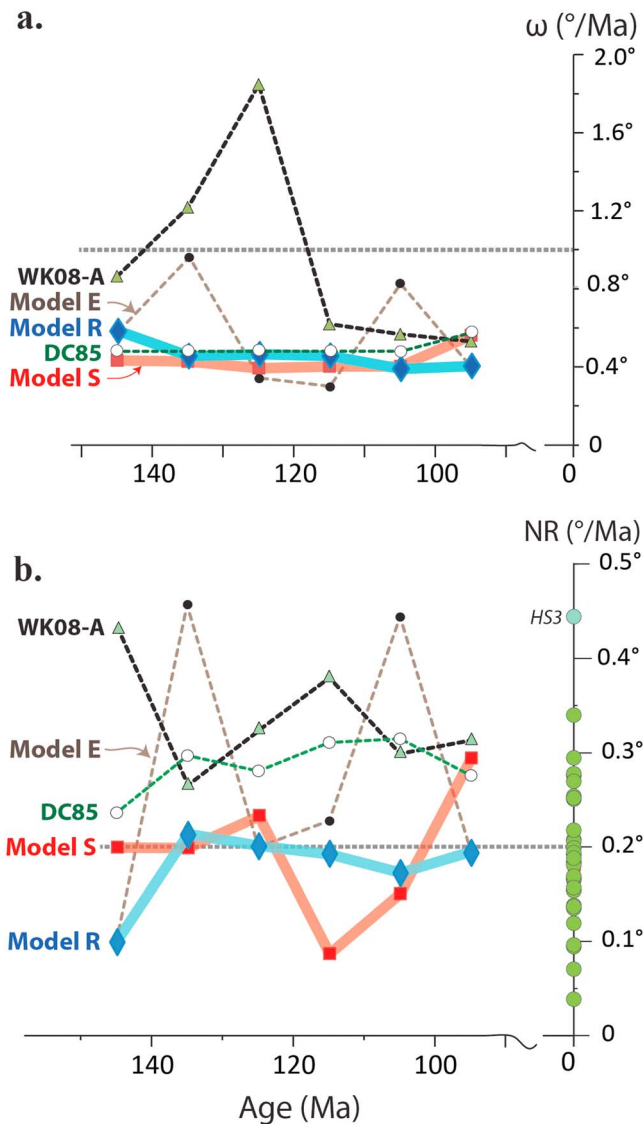 a.
ω (°/Ma)
2.0°
1.6°
1.2°
0.8°
0.4°
0
WK08-A
Model E
Model R
DC85
Model S
140 120 100 0
b.
NR (°/Ma)
0.5°
HS3
0.4°
0.3°
0.2°
0.1°
0
WK08-A
Model E
DC85
Model S
Model R
140 120 100 0
Age (Ma)